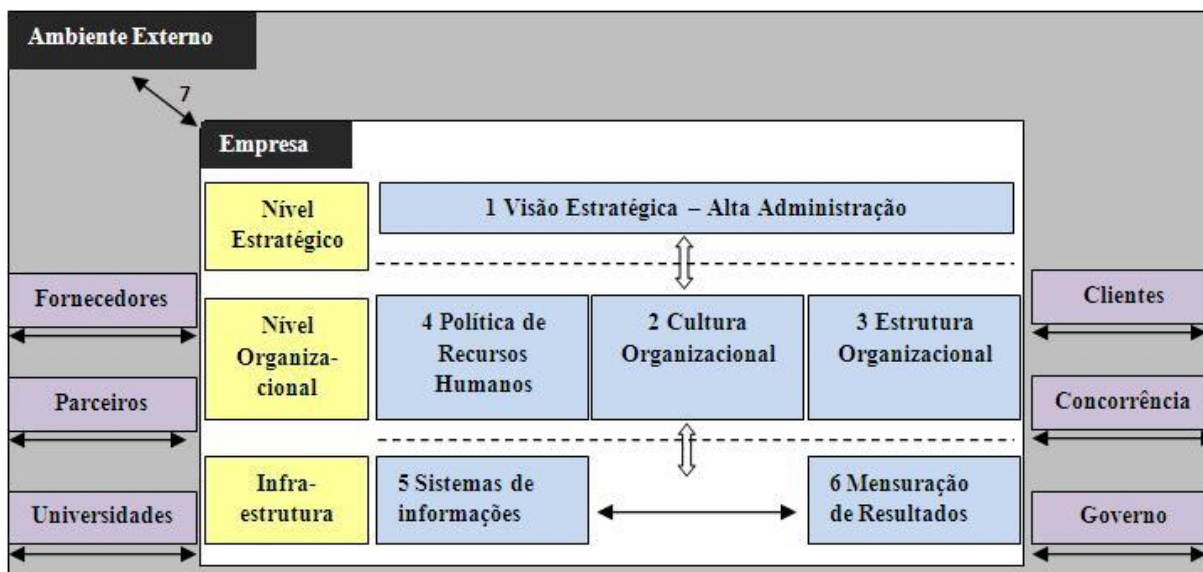 Ambiente Externo
7
Empresa
Nível
Estratégico
1 Visão Estratégica – Alta Administração
Fornecedores
Parceiros
Universidades
Nível
Organiza-
cional
4 Política de
Recursos
Humanos
2 Cultura
Organizacional
3 Estrutura
Organizacional
Infra-
estrutura
5 Sistemas de
informações
6 Mensuração
de Resultados
Clientes
Concorrência
Governo